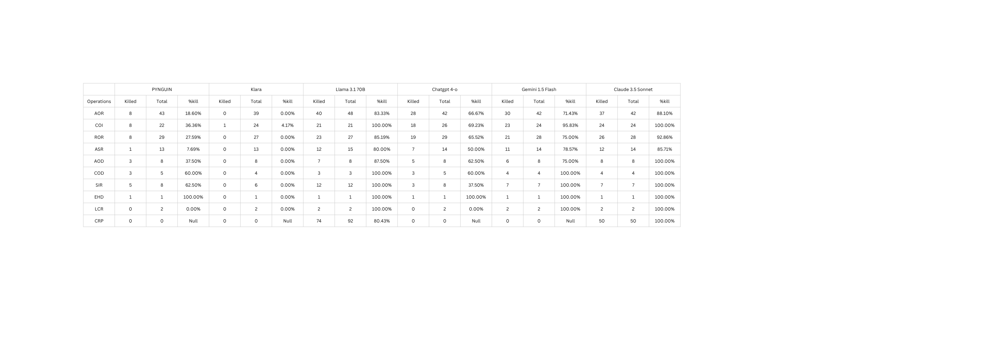 PYNGUIN Klara Llama 3.1 70B Chatgpt 4-o Gemini 1.5 Flash Claude 3.5 Sonnet
Operations Killed Total %kill Killed Total %kill Killed Total %kill Killed Total %kill Killed Total %kill Killed Total %kill
AOR 8 43 18.60% 0 39 0.00% 40 48 83.33% 28 42 66.67% 30 42 71.43% 37 42 88.10%
COI 8 22 36.36% 1 24 4.17% 21 21 100.00% 18 26 69.23% 23 24 95.83% 24 24 100.00%
ROR 8 29 27.59% 0 27 0.00% 23 27 85.19% 19 29 65.52% 21 28 75.00% 26 28 92.86%
ASR 1 13 7.69% 0 13 0.00% 12 15 80.00% 7 14 50.00% 11 14 78.57% 12 14 85.71%
AOD 3 8 37.50% 0 8 0.00% 7 8 87.50% 5 8 62.50% 6 8 75.00% 8 8 100.00%
COD 3 5 60.00% 0 4 0.00% 3 3 100.00% 3 5 60.00% 4 4 100.00% 4 4 100.00%
SIR 5 8 62.50% 0 6 0.00% 12 12 100.00% 3 8 37.50% 7 7 100.00% 7 7 100.00%
EHD 1 1 100.00% 0 1 0.00% 1 1 100.00% 1 1 100.00% 1 1 100.00% 1 1 100.00%
LCR 0 2 0.00% 0 2 0.00% 2 2 100.00% 0 2 0.00% 2 2 100.00% 2 2 100.00%
CRP 0 0 Null 0 0 Null 74 92 80.43% 0 0 Null 0 0 Null 50 50 100.00%